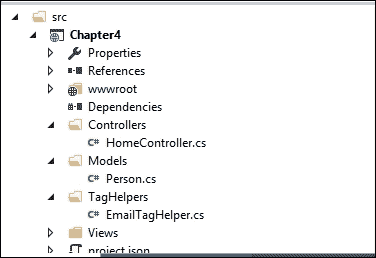 src
Chapter4
Properties
References
wwwroot
Dependencies
Controllers
C# HomeController.cs
Models
C# Person.cs
TagHelpers
C# EmailTagHelper.cs
Views
project.json